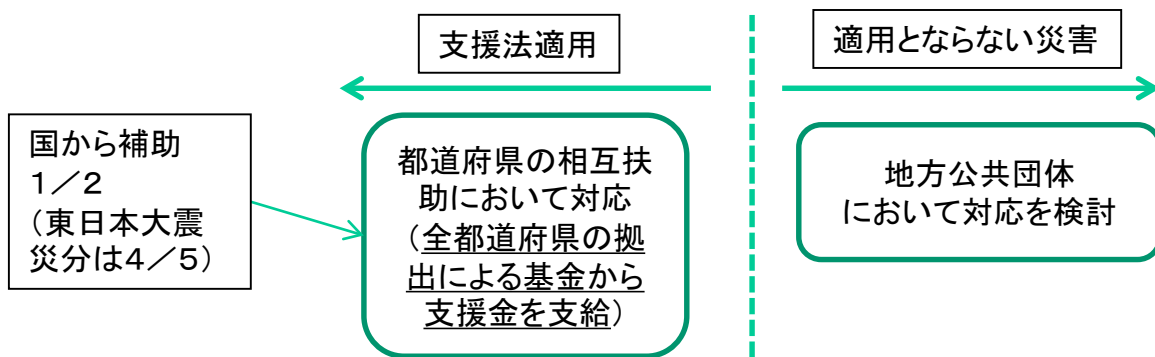 支援法適用
適用とならない災害
国から補助
1／2
（東日本大震
災分は4／5）
都道府県の相互扶
助において対応
（全都道府県の拠
出による基金から
支援金を支給）
地方公共団体
において対応を検討